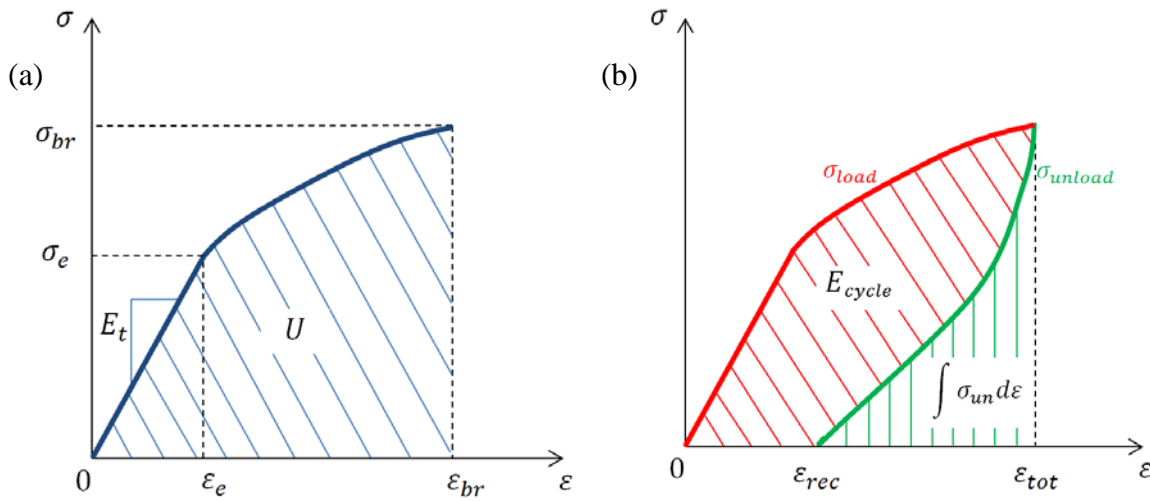 (a)
σ
σ_br
σ_e
E_t
U
0
ε_e
ε_br
ε
(b)
σ
σ_load
σ_unload
E_cycle
∫ σ_un dε
0
ε_rec
ε_tot
ε